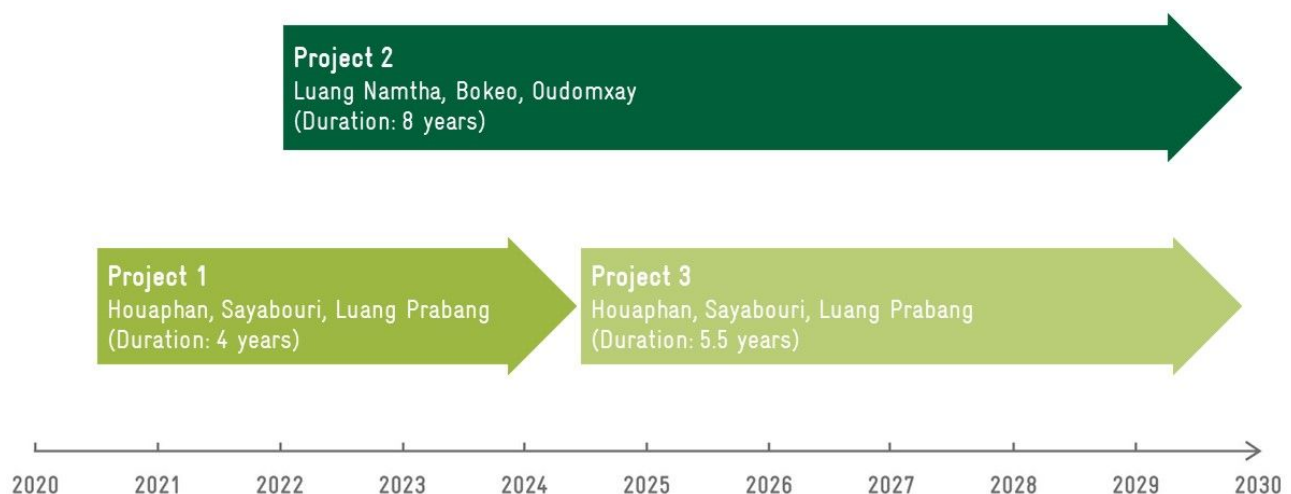 Project 2
Luang Namtha, Bokeo, Oudomxay
(Duration: 8 years)
Project 1
Houaphan, Sayabouri, Luang Prabang
(Duration: 4 years)
Project 3
Houaphan, Sayabouri, Luang Prabang
(Duration: 5.5 years)
2020 2021 2022 2023 2024 2025 2026 2027 2028 2029 2030